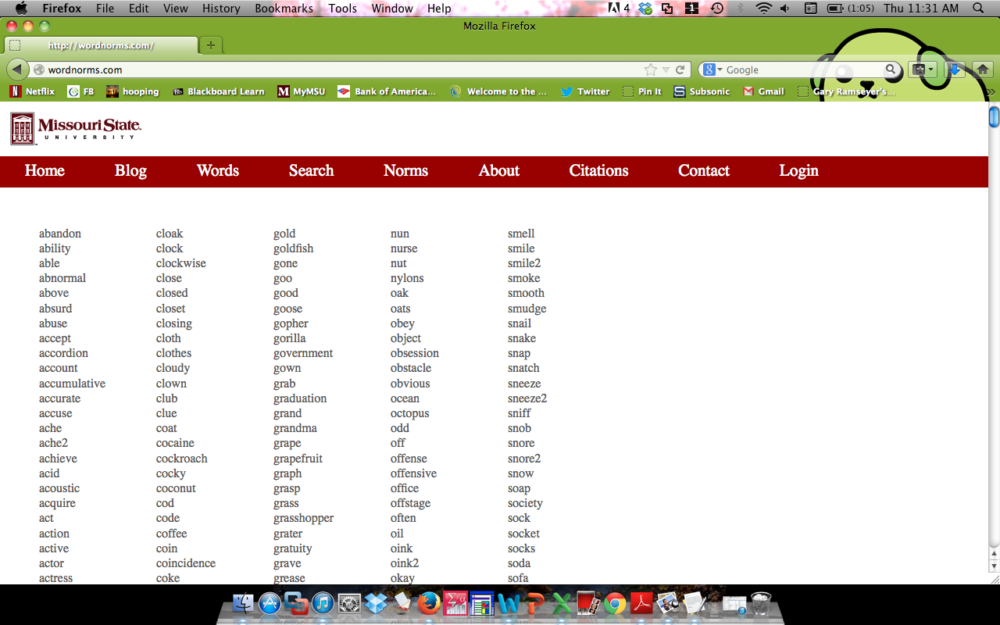 Firefox File Edit View History Bookmarks Tools Window Help 4 1 (1:05) Thu 11:31 AM
Mozilla Firefox
http://wordnorms.com/
wordnorms.com Google
Netflix FB hooping Blackboard Learn MyMSU Bank of America... Welcome to the ... Twitter Pin It Subsonic Gmail Gary Ramseyer's...
Missouri State
UNIVERSITY
Home Blog Words Search Norms About Citations Contact Login
abandon cloak gold nun smell
ability clock goldfish nurse smile
able clockwise gone nut smile2
abnormal close goo nylons smoke
above closed good oak smooth
absurd closet goose oats smudge
abuse closing gopher obey snail
accept cloth gorilla object snake
accordion clothes government obsession snap
account cloudy gown obstacle snatch
accumulative clown grab obvious sneeze
accurate club graduation ocean sneeze2
accuse clue grand octopus sniff
ache coat grandma odd snob
ache2 cocaine grape off snore
achieve cockroach grapefruit offense snore2
acid cocky graph offensive snow
acoustic coconut grasp office soap
acquire cod grass offstage society
act code grasshopper often sock
action coffee grater oil socket
active coin gratuity oink socks
actor coincidence grave oink2 soda
actress coke grease okay sofa